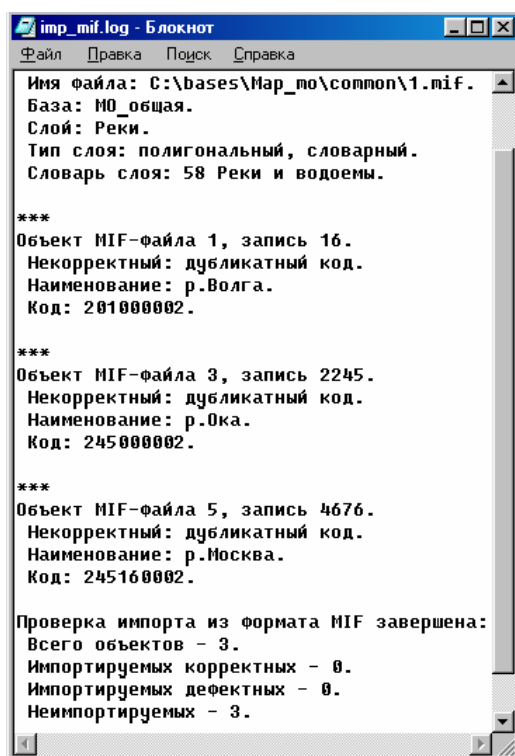 imp_mif.log - Блокнот
Файл Правка Поиск Справка
Имя файла: C:\bases\Map_mo\common\1.mif.
База: МО_общая.
Слой: Реки.
Тип слоя: полигональный, словарный.
Словарь слоя: 58 Реки и водоемы.
***
Объект MIF-файла 1, запись 16.
Некорректный: дубликатный код.
Наименование: р.Волга.
Код: 201000002.
***
Объект MIF-файла 3, запись 2245.
Некорректный: дубликатный код.
Наименование: р.Ока.
Код: 245000002.
***
Объект MIF-файла 5, запись 4676.
Некорректный: дубликатный код.
Наименование: р.Москва.
Код: 245160002.
Проверка импорта из формата MIF завершена:
Всего объектов - 3.
Импортируемых корректных - 0.
Импортируемых дефектных - 0.
Неимпортируемых - 3.